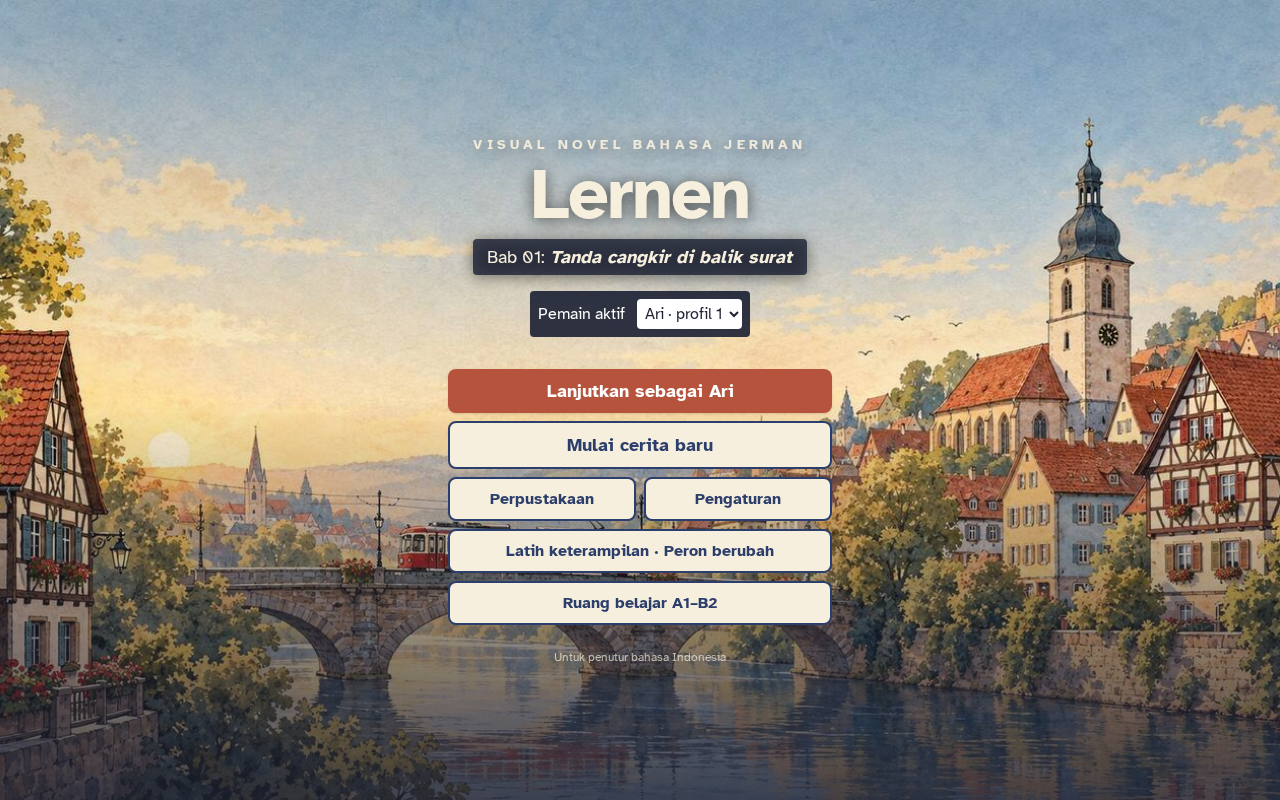 VISUAL NOVEL BAHASA JERMAN
Lernen
Bab 01: Tanda cangkir di balik surat
Pemain aktif Ari · profil 1
Lanjutkan sebagai Ari
Mulai cerita baru
Perpustakaan Pengaturan
Latih keterampilan · Peron berubah
Ruang belajar A1–B2
Untuk penutur bahasa Indonesia